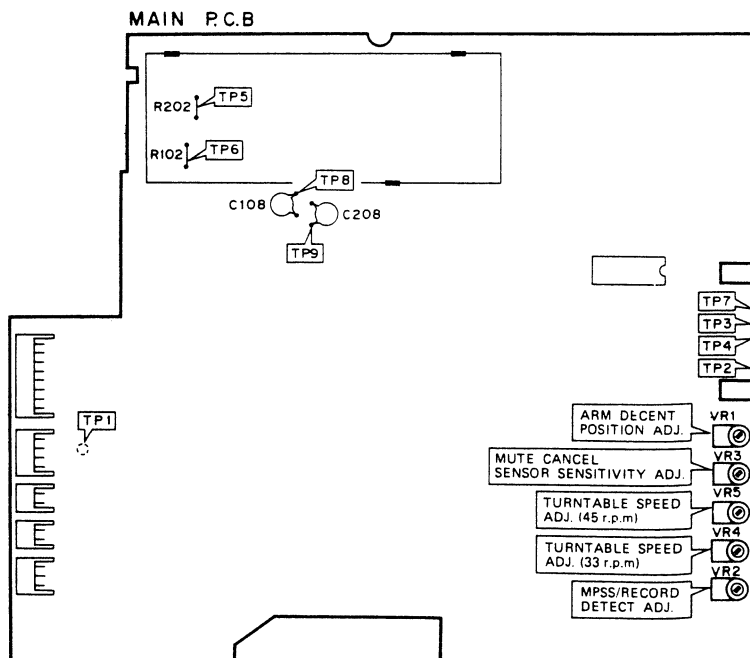 MAIN P.C.B
R202
TP5
R102
TP6
TP8
C108
C208
TP9
TP7
TP3
TP4
TP2
TP1
ARM DECENT
POSITION ADJ.
VR1
MUTE CANCEL
SENSOR SENSITIVITY ADJ.
VR3
TURNTABLE SPEED
ADJ. (45 r.p.m)
VR5
TURNTABLE SPEED
ADJ. (33 r.p.m)
VR4
MPSS/RECORD
DETECT ADJ.
VR2